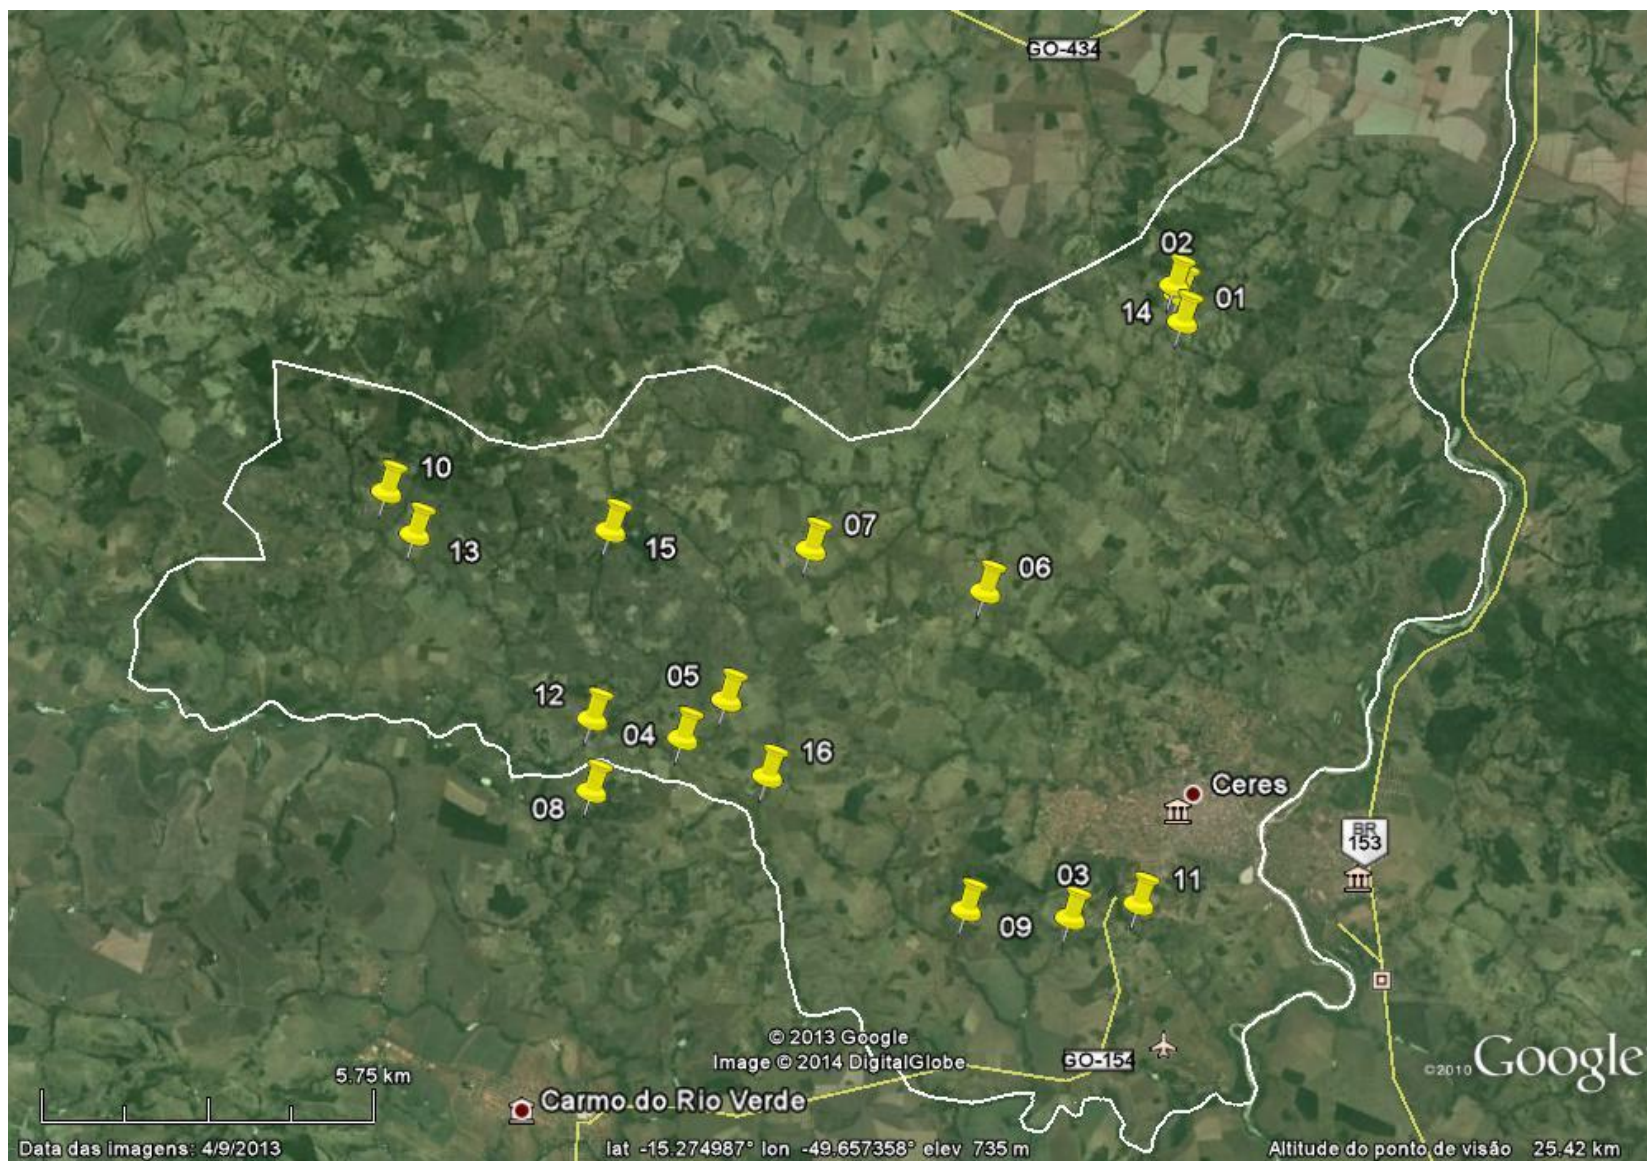 GO-434
02
01
14
10
13
15
07
06
05
12
04
16
08
Ceres
BR
153
03
11
09
© 2013 Google
Image © 2014 DigitalGlobe
GO-154
5.75 km
©2010 Google
Carmo do Rio Verde
Data das imagens: 4/9/2013
lat -15.274987° lon -49.657358° elev 735 m
Altitude do ponto de visão 25.42 km